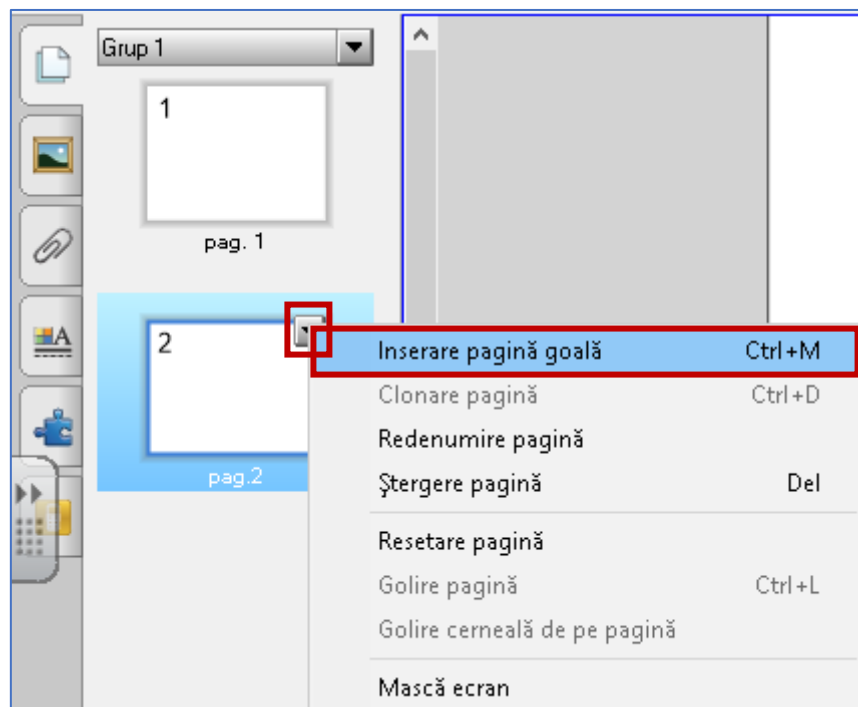 Grup 1
1
pag. 1
2
pag.2
Inserare pagină goală Ctrl+M
Clonare pagină Ctrl+D
Redenumire pagină
Ştergere pagină Del
Resetare pagină
Golire pagină Ctrl+L
Golire cerneală de pe pagină
Mască ecran
A